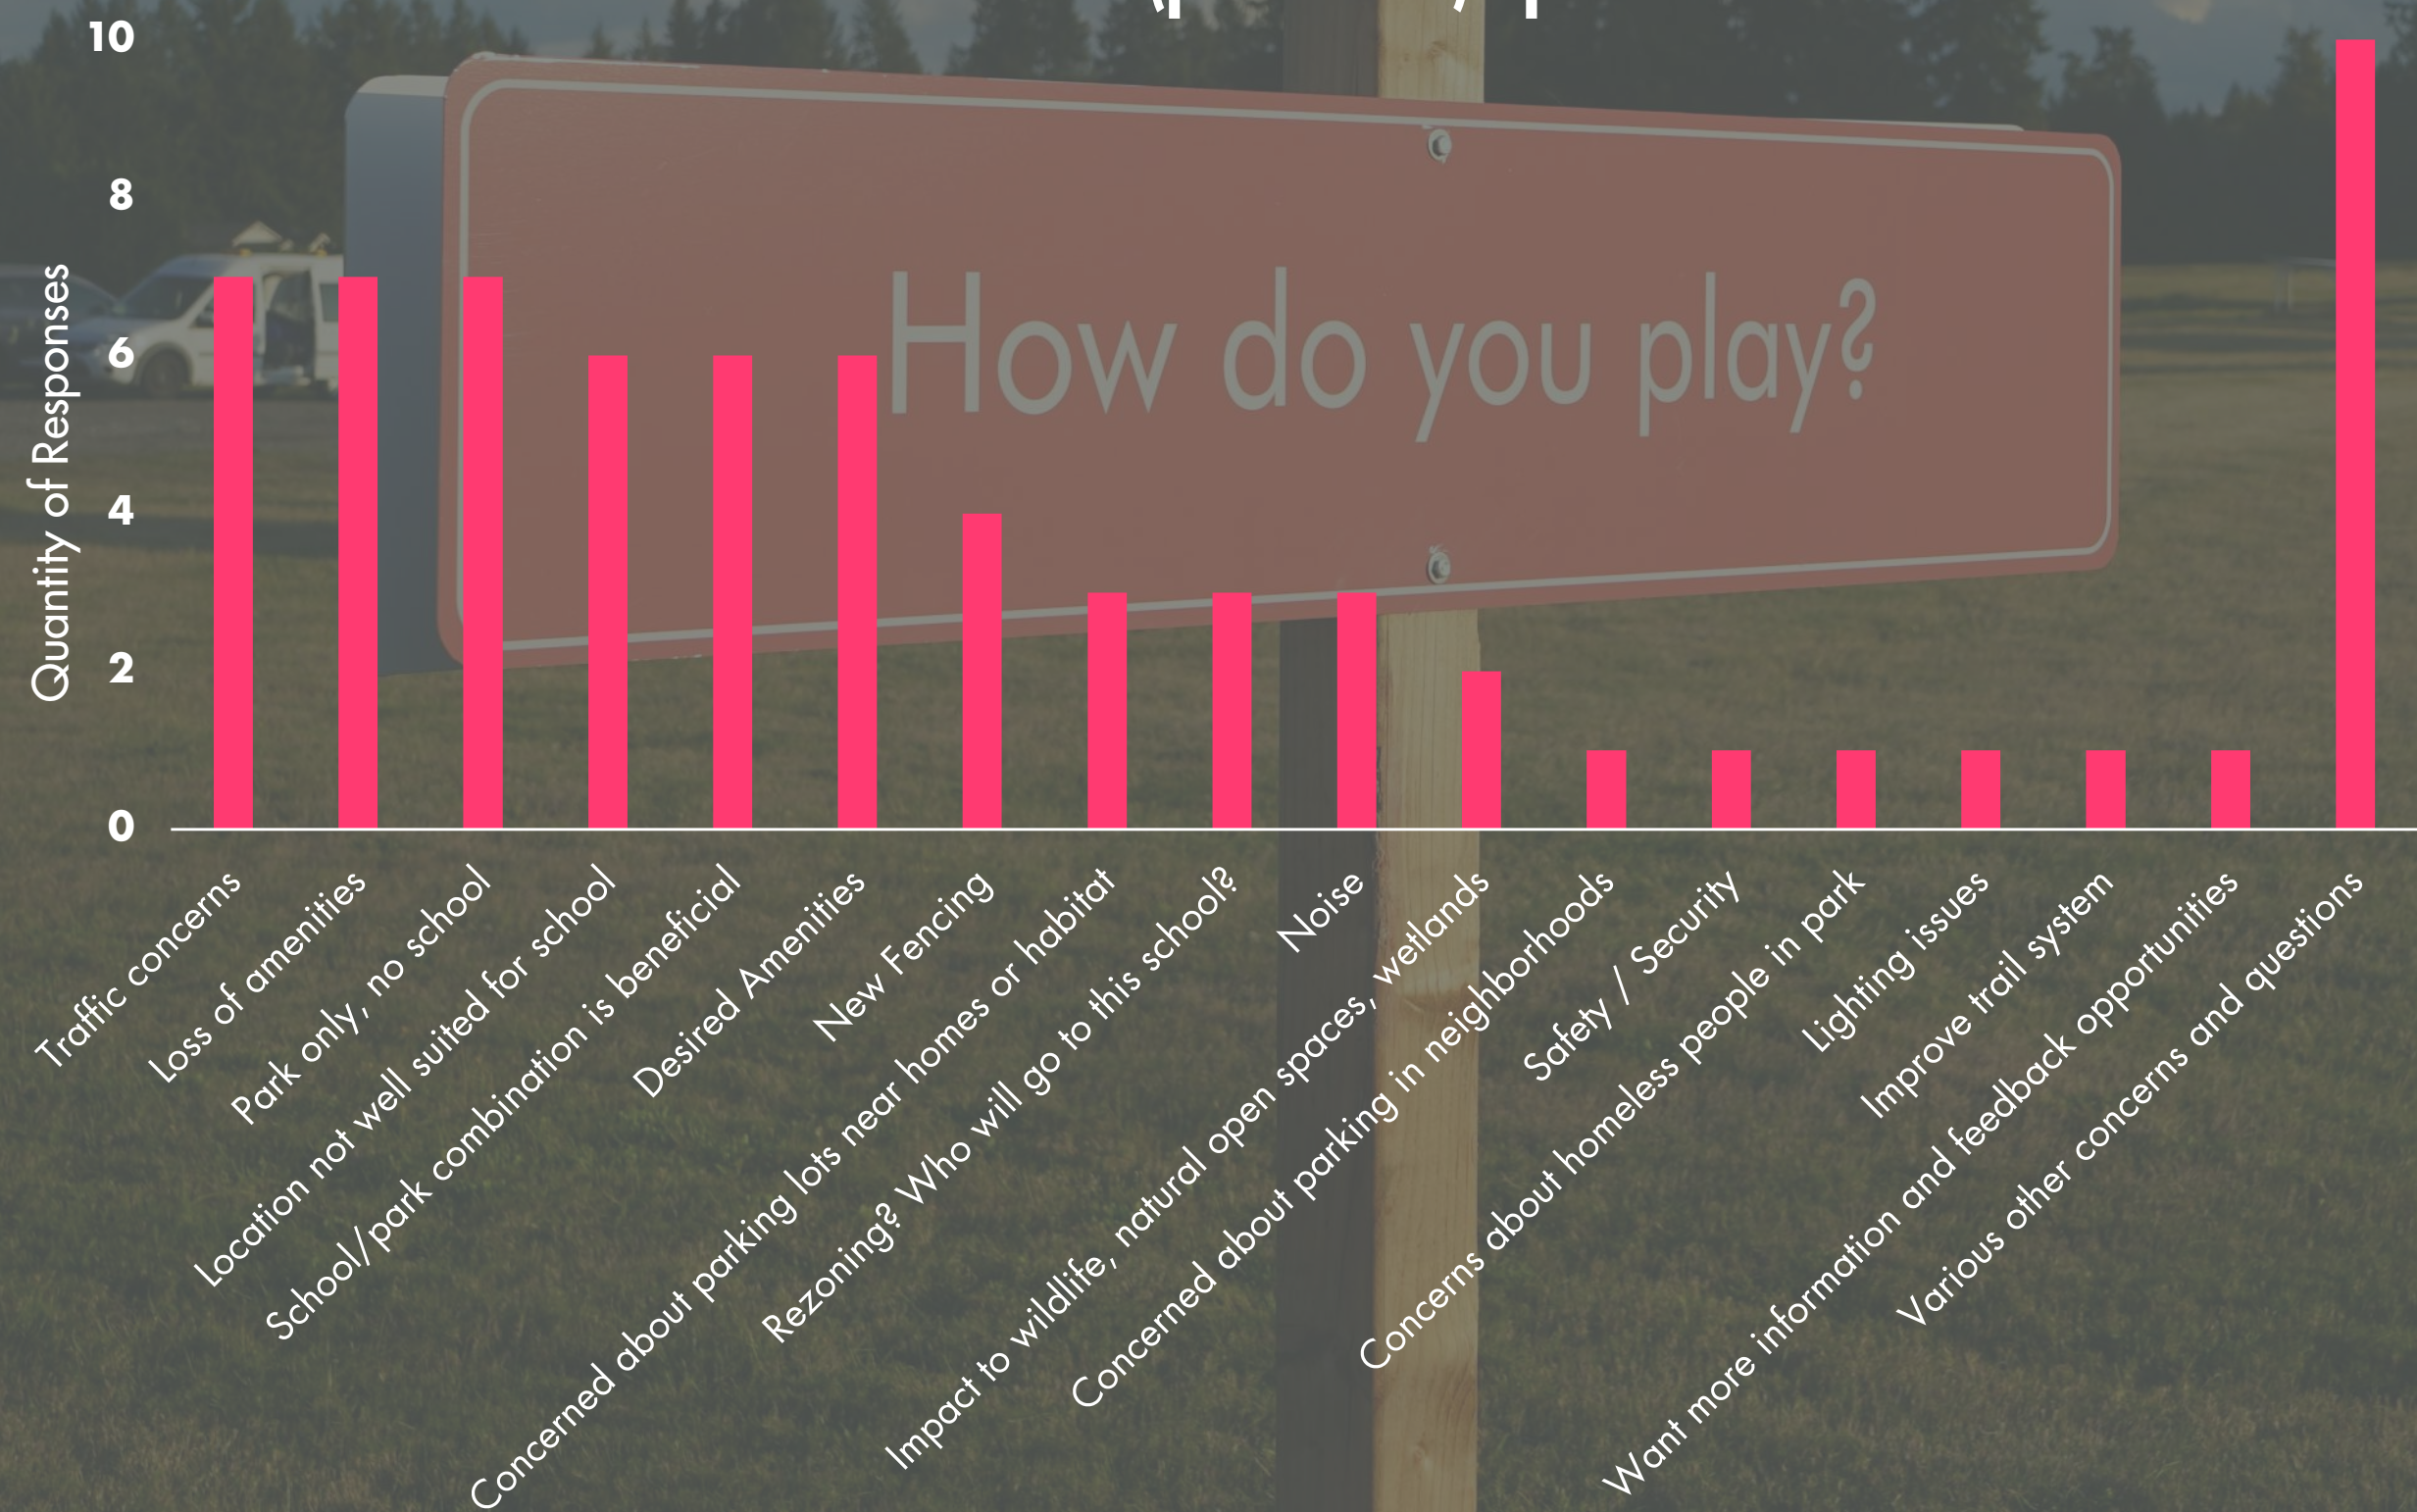 10
8
6
4
2
0
Quantity of Responses
How do you play?
Traffic concerns
Loss of amenities
Park only, no school
Location not well suited for school
School/park combination is beneficial
Desired Amenities
New Fencing
Concerned about parking lots near homes or habitat
Rezoning? Who will go to this school?
Noise
Impact to wildlife, natural open spaces, wetlands
Concerned about parking in neighborhoods
Safety / Security
Concerns about homeless people in park
Lighting issues
Improve trail system
Want more information and feedback opportunities
Various other concerns and questions